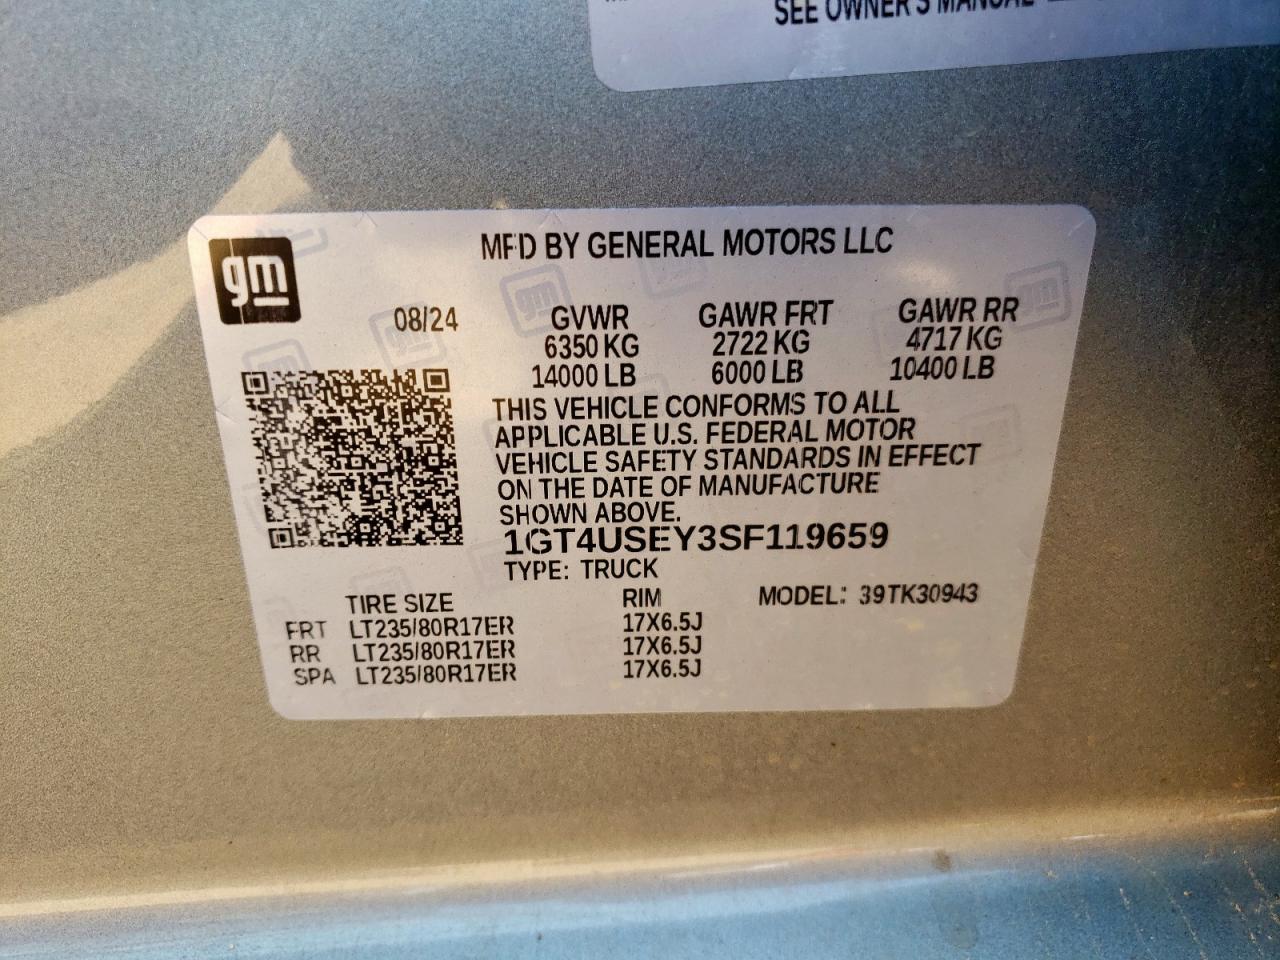 SEE OWNER'S MANUAL
MFD BY GENERAL MOTORS LLC
gm
08/24
GVWR GAWR FRT GAWR RR
6350 KG 2722 KG 4717 KG
14000 LB 6000 LB 10400 LB
THIS VEHICLE CONFORMS TO ALL
APPLICABLE U.S. FEDERAL MOTOR
VEHICLE SAFETY STANDARDS IN EFFECT
ON THE DATE OF MANUFACTURE
SHOWN ABOVE.
1GT4USEY3SF119659
TYPE: TRUCK
TIRE SIZE RIM MODEL: 39TK30943
FRT LT235/80R17ER 17X6.5J
RR LT235/80R17ER 17X6.5J
SPA LT235/80R17ER 17X6.5J